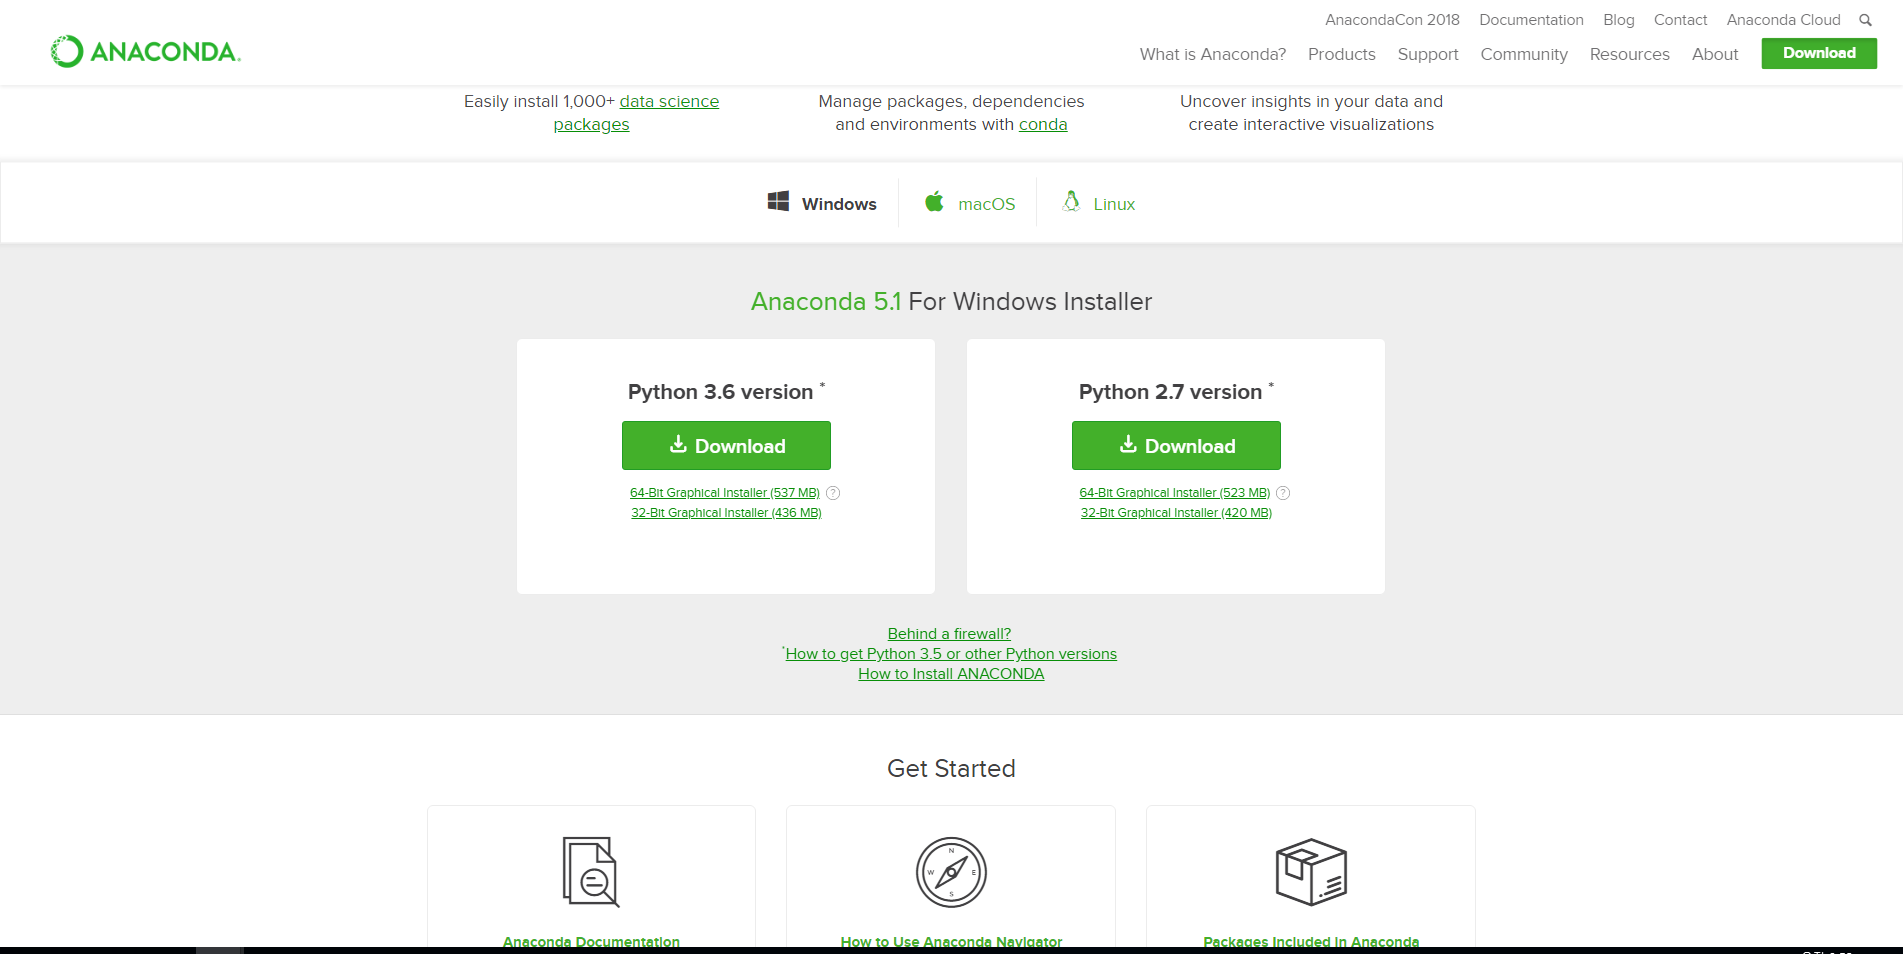 AnacondaCon 2018 Documentation Blog Contact Anaconda Cloud
ANACONDA.
What is Anaconda? Products Support Community Resources About Download
Easily install 1,000+ data science
packages
Manage packages, dependencies
and environments with conda
Uncover insights in your data and
create interactive visualizations
Windows macOS Linux
Anaconda 5.1 For Windows Installer
Python 3.6 version *
Download
64-Bit Graphical Installer (537 MB) ?
32-Bit Graphical Installer (436 MB)
Python 2.7 version *
Download
64-Bit Graphical Installer (523 MB) ?
32-Bit Graphical Installer (420 MB)
Behind a firewall?
*How to get Python 3.5 or other Python versions
How to Install ANACONDA
Get Started
N
W E
S
Anaconda Documentation
How to Use Anaconda Navigator
Packages Included in Anaconda